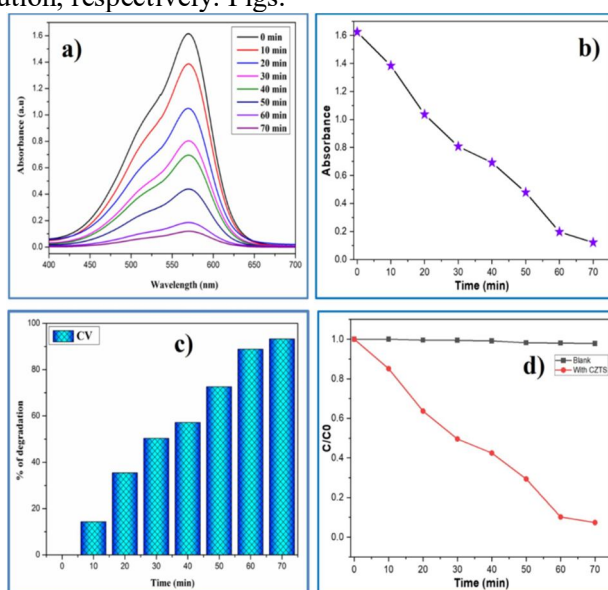 ution, respectively. Figs.
a)
0 min
10 min
20 min
30 min
40 min
50 min
60 min
70 min
Absorbance (a.u)
1.6
1.4
1.2
1.0
0.8
0.6
0.4
0.2
0.0
400 450 500 550 600 650 700
Wavelength (nm)
b)
Absorbance
1.6
1.4
1.2
1.0
0.8
0.6
0.4
0.2
0.0
0 10 20 30 40 50 60 70
Time (min)
c)
CV
% of degradation
100
80
60
40
20
0
0 10 20 30 40 50 60 70
Time (min)
d)
Blank
With CZTS
C/C0
1.0
0.8
0.6
0.4
0.2
0.0
0 10 20 30 40 50 60 70
Time (min)